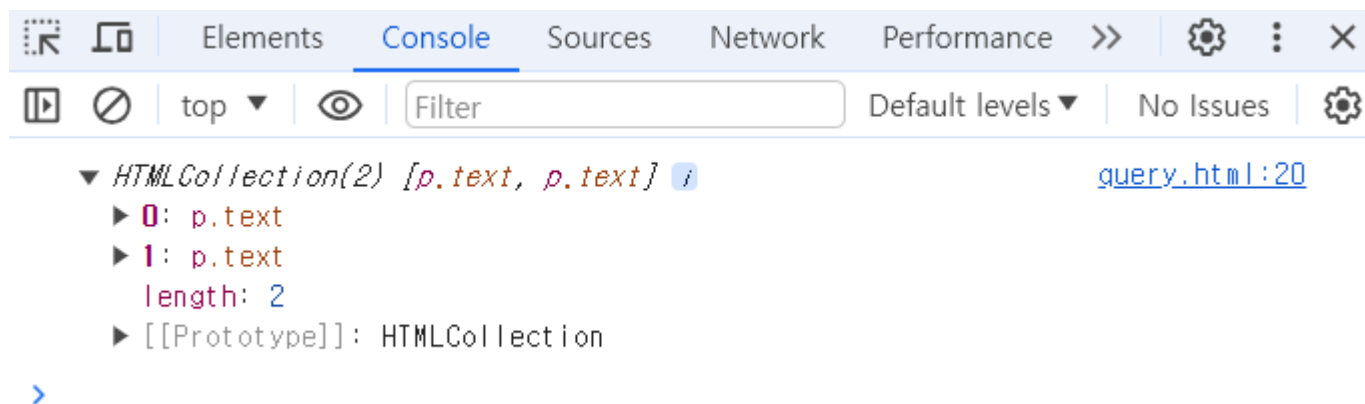 Elements Console Sources Network Performance >>
top ▼ Filter Default levels ▼ No Issues
▼ HTMLCollection(2) [p.text, p.text] i query.html:20
▶ 0: p.text
▶ 1: p.text
length: 2
▶ [[Prototype]]: HTMLCollection
>